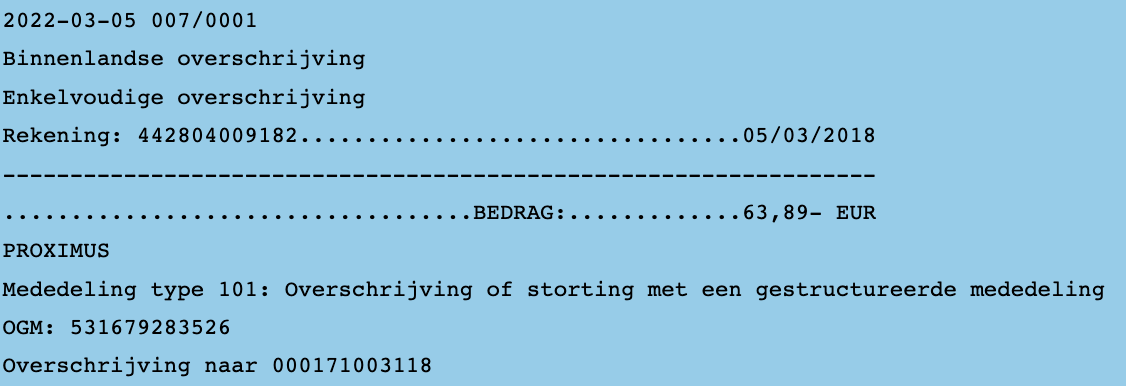 2022-03-05 007/0001
Binnenlandse overschrijving
Enkelvoudige overschrijving
Rekening: 442804009182.................................05/03/2018
-----------------------------------------------------------------
...................................BEDRAG:.............63,89- EUR
PROXIMUS
Mededeling type 101: Overschrijving of storting met een gestructureerde mededeling
OGM: 531679283526
Overschrijving naar 000171003118